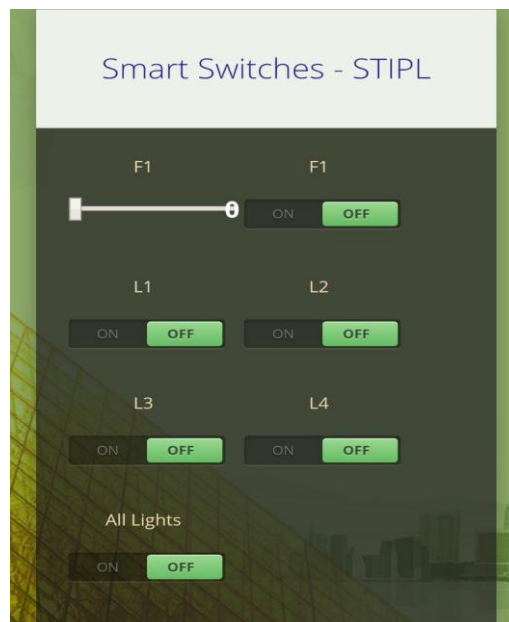 Smart Switches - STIPL
F1 F1
0 ON OFF
L1 L2
ON OFF ON OFF
L3 L4
ON OFF ON OFF
All Lights
ON OFF